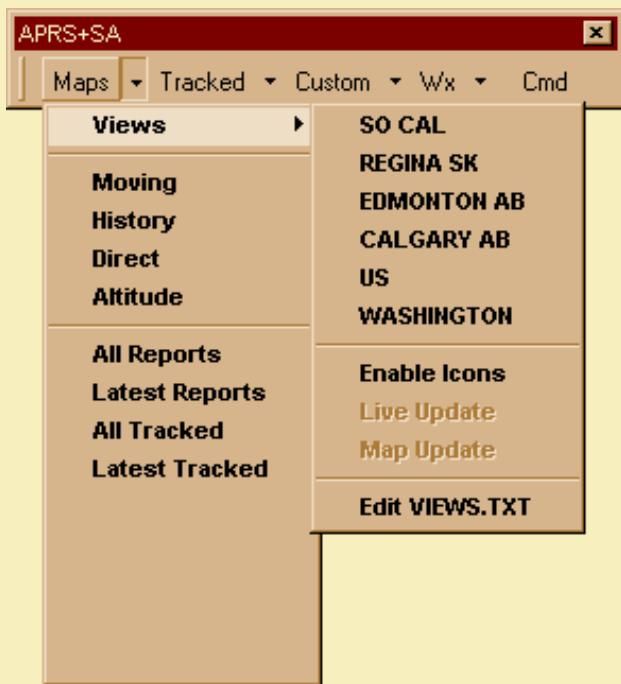 APRS+SA
Maps Tracked Custom Wx Cmd
Views
Moving
History
Direct
Altitude
All Reports
Latest Reports
All Tracked
Latest Tracked
SO CAL
REGINA SK
EDMONTON AB
CALGARY AB
US
WASHINGTON
Enable Icons
Live Update
Map Update
Edit VIEWS.TXT